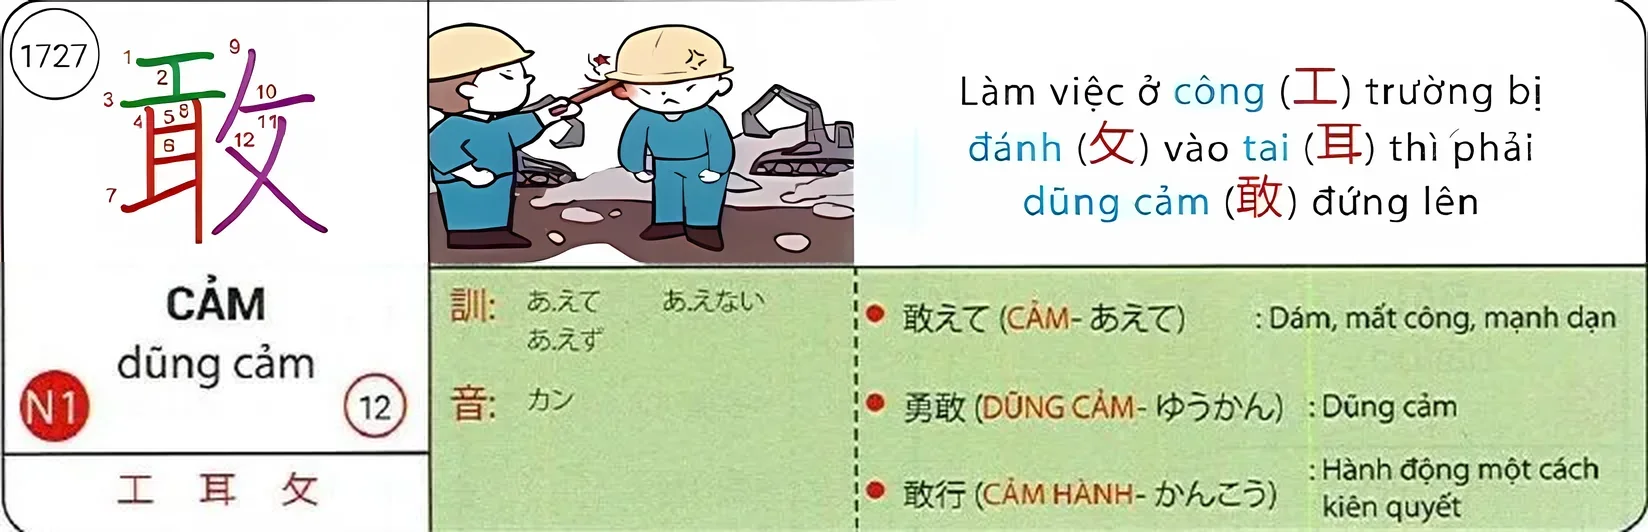 1727
敢
1
2
3
4
5
8
6
7
9
10
11
12
CẢM
dũng cảm
N1
12
工 耳 攵
Làm việc ở công (工) trường bị
đánh (攵) vào tai (耳) thì phải
dũng cảm (敢) đứng lên
訓: あ.えて あ.えない
あ.えず
音: カン
敢えて (CẢM- あえて) : Dám, mất công, mạnh dạn
勇敢 (DŨNG CẢM- ゆうかん) : Dũng cảm
敢行 (CẢM HÀNH- かんこう) : Hành động một cách
kiên quyết